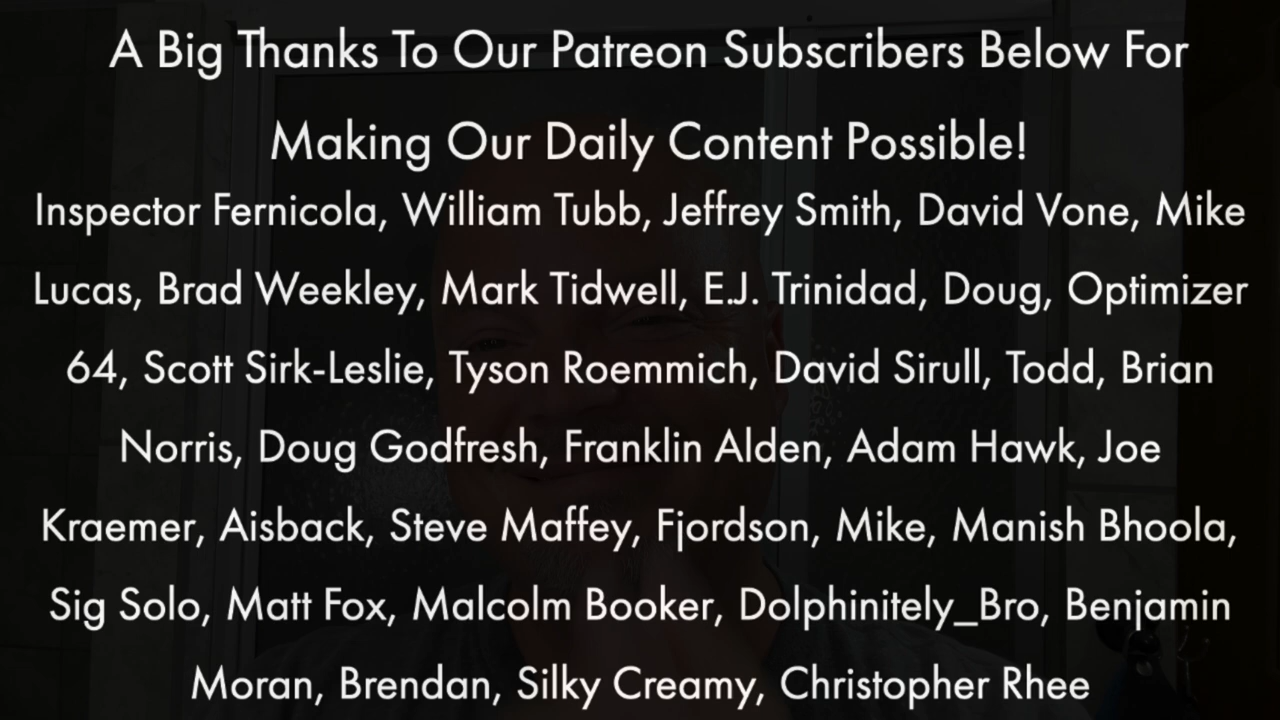 A Big Thanks To Our Patreon Subscribers Below For
Making Our Daily Content Possible!
Inspector Fernicola, William Tubb, Jeffrey Smith, David Vone, Mike
Lucas, Brad Weekley, Mark Tidwell, E.J. Trinidad, Doug, Optimizer
64, Scott Sirk-Leslie, Tyson Roemmich, David Sirull, Todd, Brian
Norris, Doug Godfresh, Franklin Alden, Adam Hawk, Joe
Kraemer, Aisback, Steve Maffey, Fjordson, Mike, Manish Bhoola,
Sig Solo, Matt Fox, Malcolm Booker, Dolphinitely_Bro, Benjamin
Moran, Brendan, Silky Creamy, Christopher Rhee